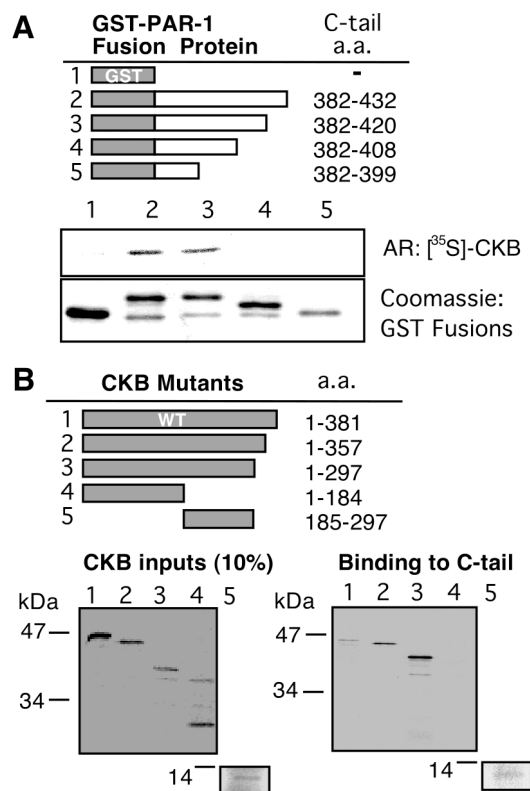 A
GST-PAR-1 C-tail
Fusion Protein a.a.
1 GST -
2 382-432
3 382-420
4 382-408
5 382-399
1 2 3 4 5
AR: [³⁵S]-CKB
Coomassie:
GST Fusions
B
CKB Mutants a.a.
1 WT 1-381
2 1-357
3 1-297
4 1-184
5 185-297
CKB inputs (10%) Binding to C-tail
kDa 1 2 3 4 5 kDa 1 2 3 4 5
47 47
34 34
14 14